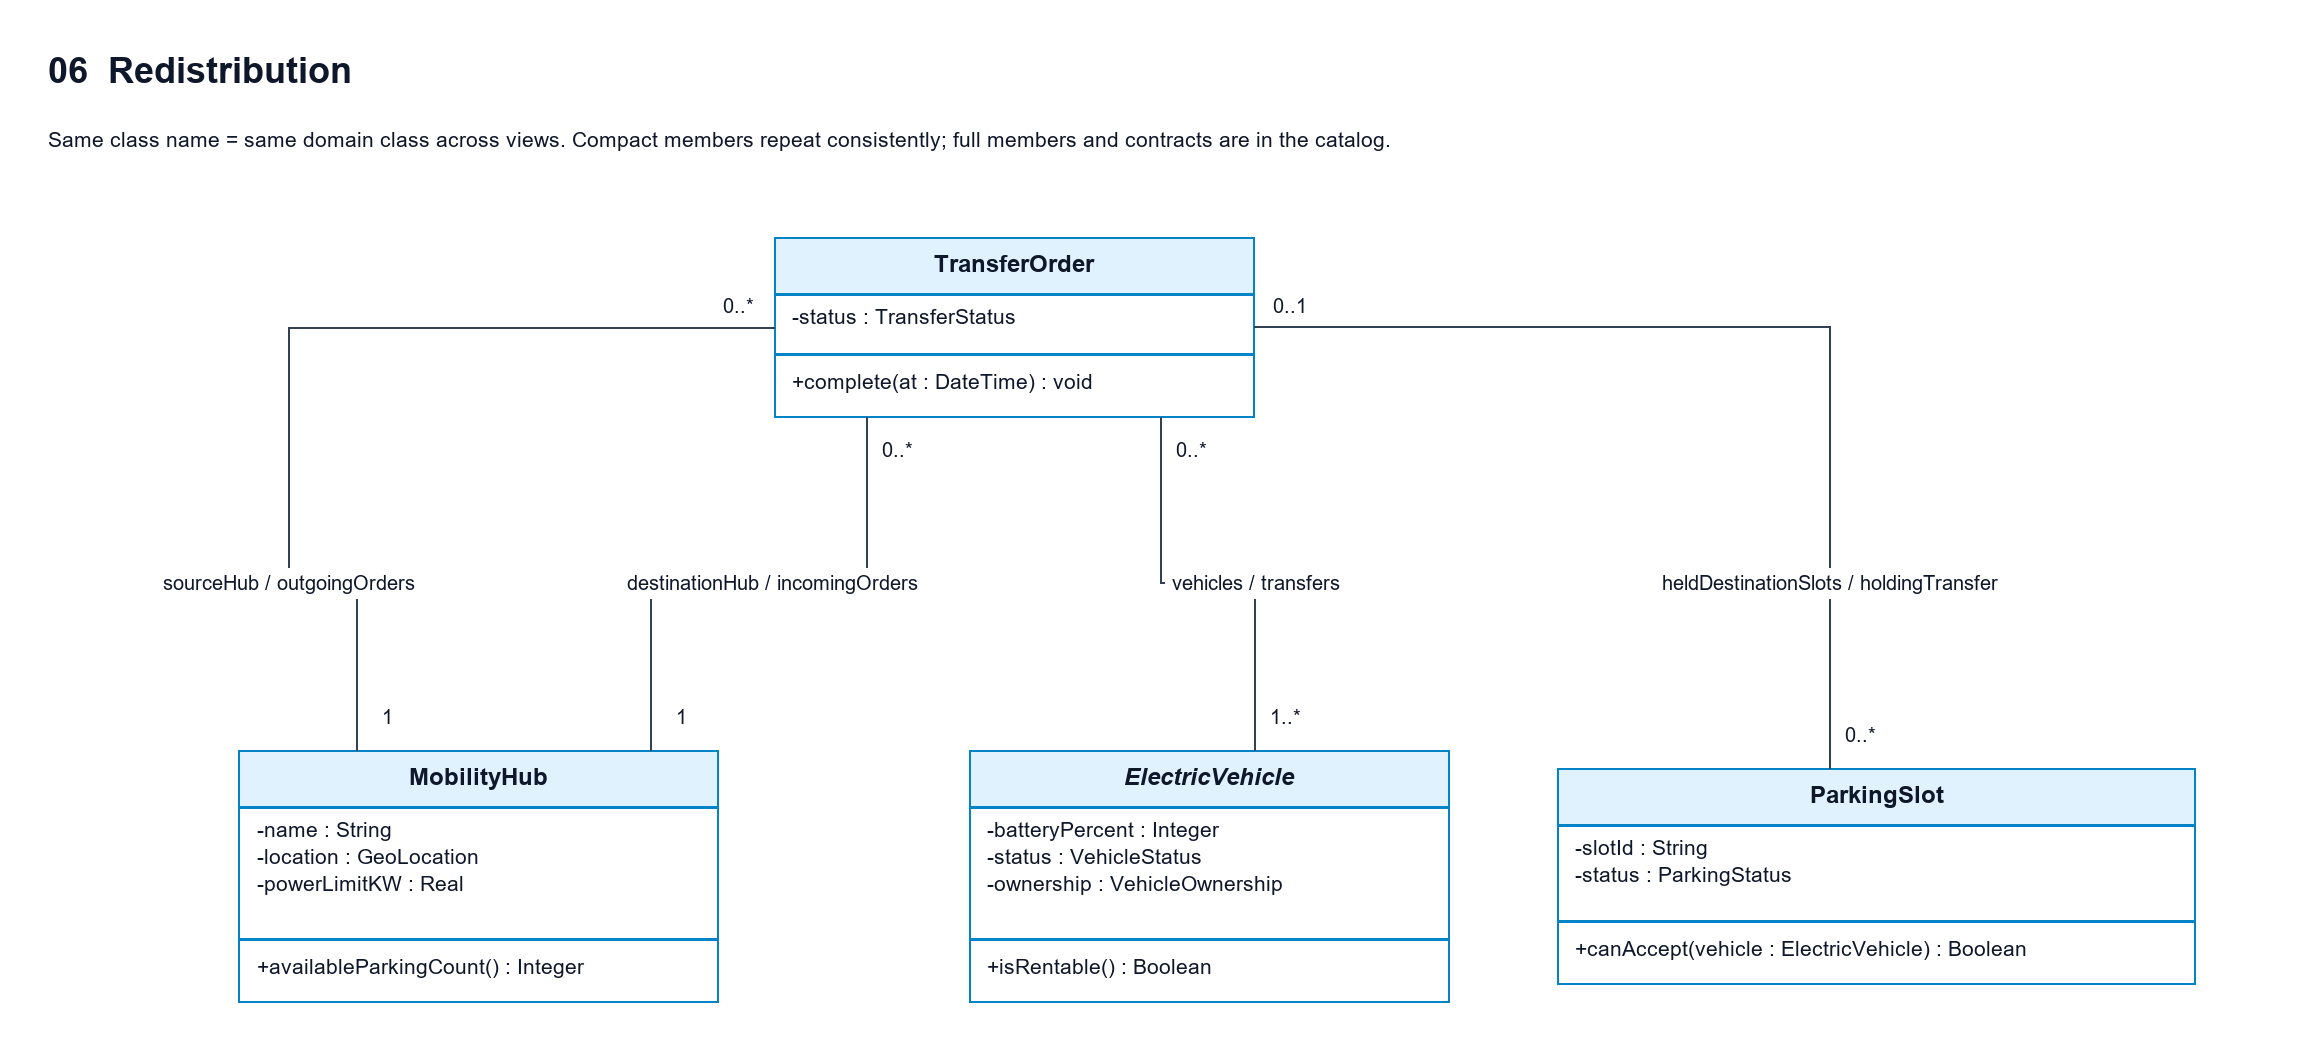 06 Redistribution
Same class name = same domain class across views. Compact members repeat consistently; full members and contracts are in the catalog.
TransferOrder
-status : TransferStatus
+complete(at : DateTime) : void
0..*
0..1
0..*
0..*
sourceHub / outgoingOrders
destinationHub / incomingOrders
vehicles / transfers
heldDestinationSlots / holdingTransfer
1
1
1..*
0..*
MobilityHub
-name : String
-location : GeoLocation
-powerLimitKW : Real
+availableParkingCount() : Integer
ElectricVehicle
-batteryPercent : Integer
-status : VehicleStatus
-ownership : VehicleOwnership
+isRentable() : Boolean
ParkingSlot
-slotId : String
-status : ParkingStatus
+canAccept(vehicle : ElectricVehicle) : Boolean